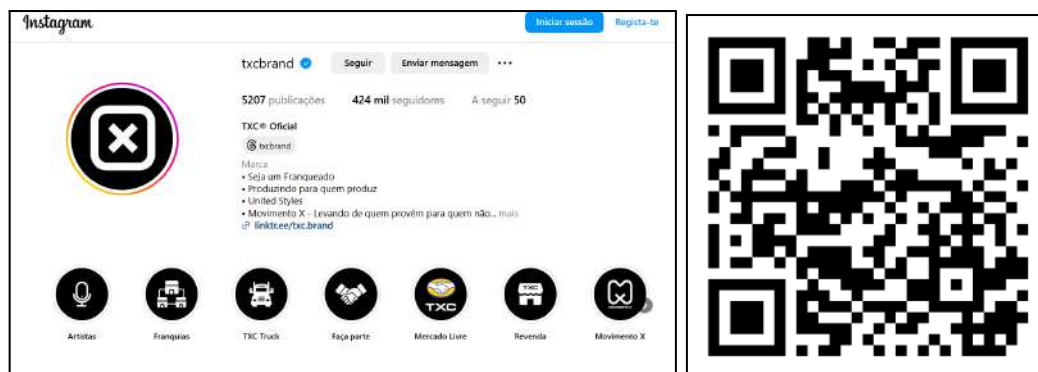 Instagram
Iniciar sessão Regista-te
txcbrand Seguir Enviar mensagem
5207 publicações 424 mil seguidores A seguir 50
TXC® Oficial
txcbrand
Marca
• Seja um Franqueado
• Produzindo para quem produz
• United Styles
• Movimento X - Levando de quem provém para quem não... mais
linktr.ee/txc.brand
TXC
TXC
Artistas Franquias TXC Truck Faça parte Mercado Livre Revenda Movimento X